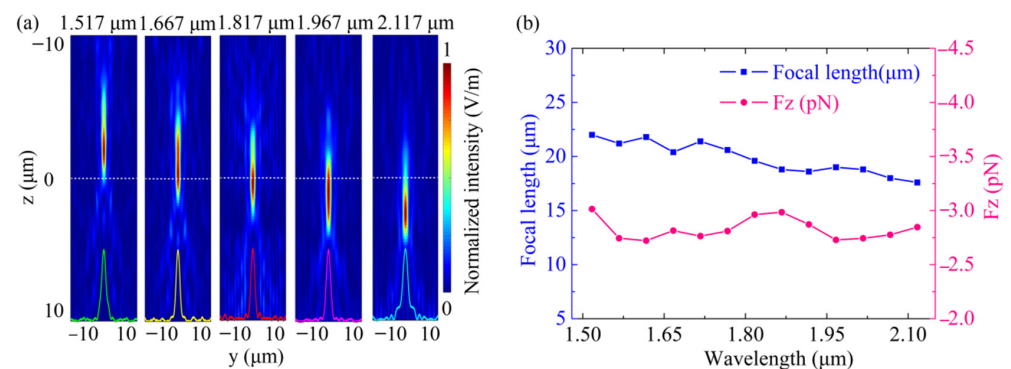 (a) 1.517 μm 1.667 μm 1.817 μm 1.967 μm 2.117 μm
−10
0
10
z (μm)
−10 10 −10 10 −10 10 −10 10 −10 10
y (μm)
1
0
Normalized intensity (V/m)
(b)
30
25
20
15
10
5
Focal length (μm)
Focal length(μm)
Fz (pN)
−4.5
−4.0
−3.5
−3.0
−2.5
−2.0
Fz (pN)
1.50 1.65 1.80 1.95 2.10
Wavelength (μm)